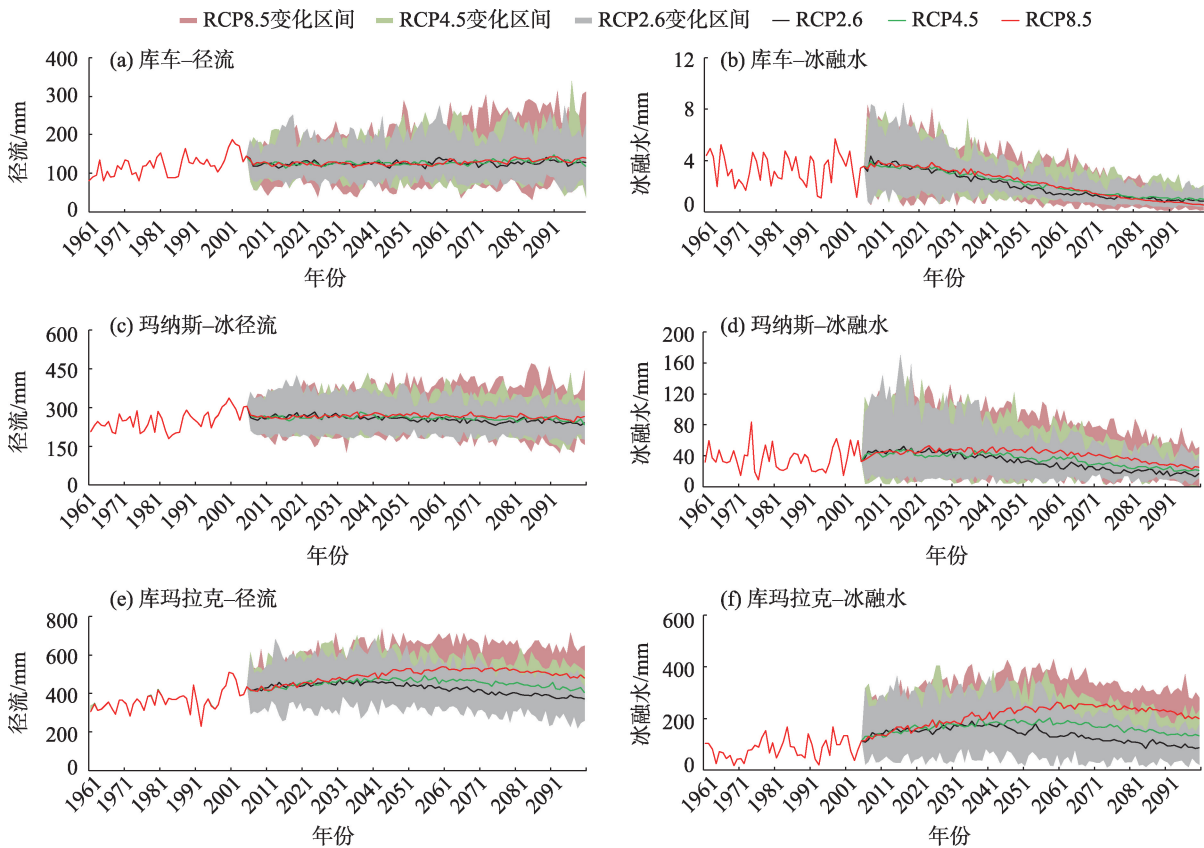 RCP8.5变化区间 RCP4.5变化区间 RCP2.6变化区间 RCP2.6 RCP4.5 RCP8.5
(a) 库车–径流
径流/mm
400
300
200
100
0
1961 1971 1981 1991 2001 2011 2021 2031 2041 2051 2061 2071 2081 2091
年份
(b) 库车–冰融水
冰融水/mm
12
8
4
0
1961 1971 1981 1991 2001 2011 2021 2031 2041 2051 2061 2071 2081 2091
年份
(c) 玛纳斯–冰径流
径流/mm
600
450
300
150
0
1961 1971 1981 1991 2001 2011 2021 2031 2041 2051 2061 2071 2081 2091
年份
(d) 玛纳斯–冰融水
冰融水/mm
200
160
120
80
40
0
1961 1971 1981 1991 2001 2011 2021 2031 2041 2051 2061 2071 2081 2091
年份
(e) 库玛拉克–径流
径流/mm
800
600
400
200
0
1961 1971 1981 1991 2001 2011 2021 2031 2041 2051 2061 2071 2081 2091
年份
(f) 库玛拉克–冰融水
冰融水/mm
600
400
200
0
1961 1971 1981 1991 2001 2011 2021 2031 2041 2051 2061 2071 2081 2091
年份